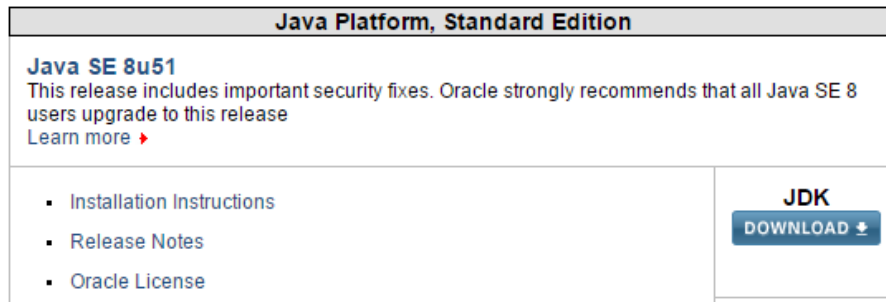 Java Platform, Standard Edition
Java SE 8u51
This release includes important security fixes. Oracle strongly recommends that all Java SE 8
users upgrade to this release
Learn more
Installation Instructions
Release Notes
Oracle License
JDK
DOWNLOAD